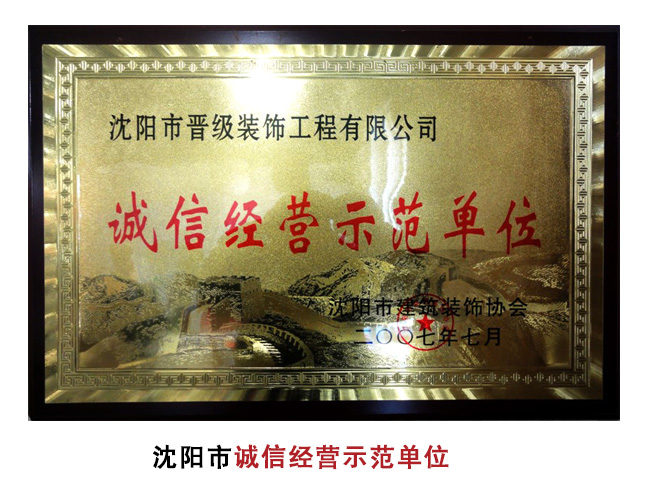 沈阳市晋级装饰工程有限公司
诚信经营示范单位
沈阳市建筑装饰协会
二〇〇七年七月
沈阳市诚信经营示范单位